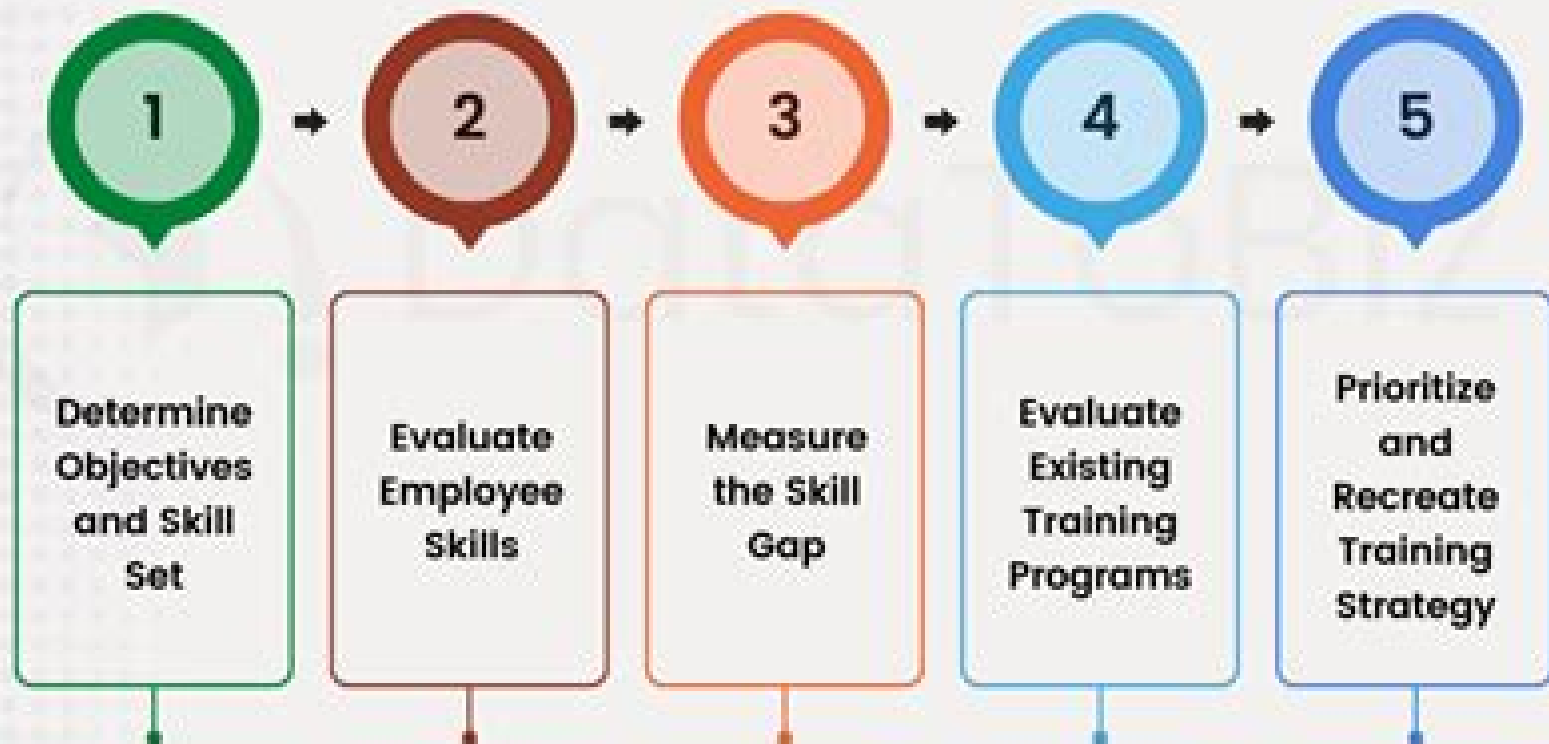 1
2
3
4
5
Determine
Objectives
and Skill
Set
Evaluate
Employee
Skills
Measure
the Skill
Gap
Evaluate
Existing
Training
Programs
Prioritize
and
Recreate
Training
Strategy
DataToBiz